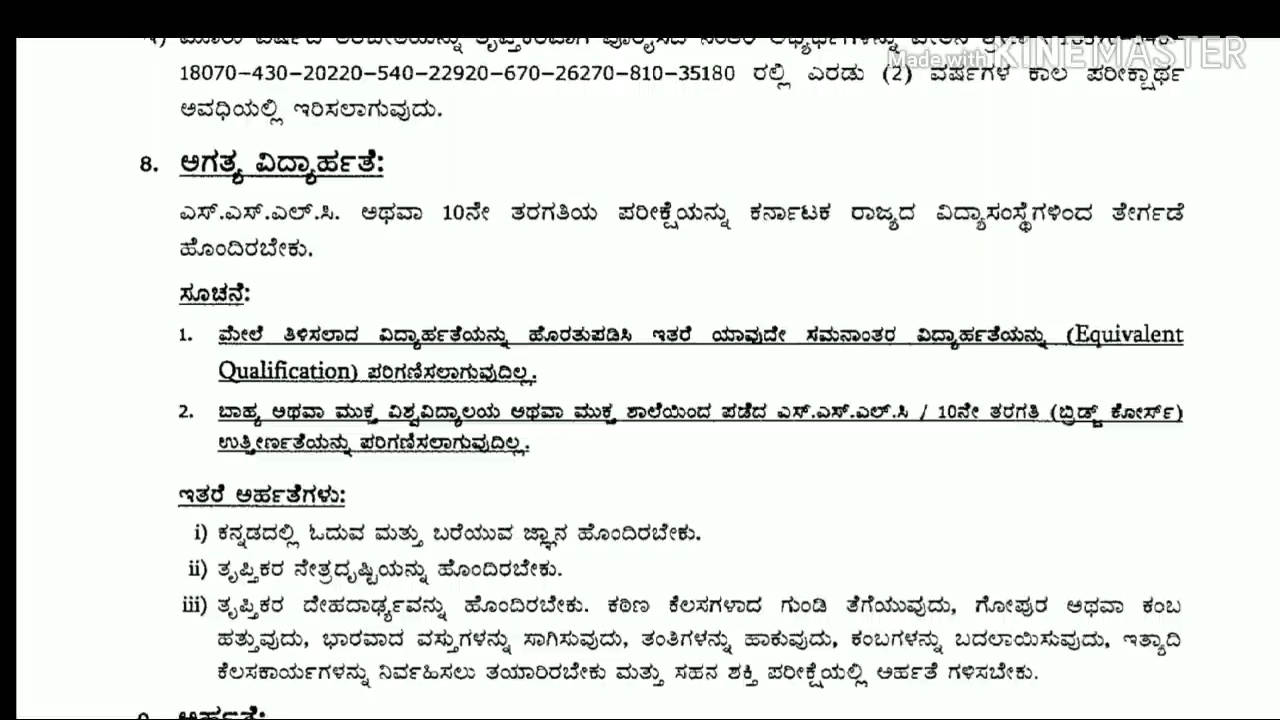 Made with KINEMASTER
18070-430-20220-540-22920-670-26270-810-35180 ರಲ್ಲಿ ಎರಡು (2) ವರ್ಷಗಳ ಕಾಲ ಪರೀಕ್ಷಾರ್ಥ
ಅವಧಿಯಲ್ಲಿ ಇರಿಸಲಾಗುವುದು.
8. ಅಗತ್ಯ ವಿದ್ಯಾರ್ಹತೆ:
ಎಸ್.ಎಸ್.ಎಲ್.ಸಿ. ಅಥವಾ 10ನೇ ತರಗತಿಯ ಪರೀಕ್ಷೆಯನ್ನು ಕರ್ನಾಟಕ ರಾಜ್ಯದ ವಿದ್ಯಾಸಂಸ್ಥೆಗಳಿಂದ ತೇರ್ಗಡೆ
ಹೊಂದಿರಬೇಕು.
ಸೂಚನೆ:
1. ಮೇಲೆ ತಿಳಿಸಲಾದ ವಿದ್ಯಾರ್ಹತೆಯನ್ನು ಹೊರತುಪಡಿಸಿ ಇತರೆ ಯಾವುದೇ ಸಮನಾಂತರ ವಿದ್ಯಾರ್ಹತೆಯನ್ನು (Equivalent
Qualification) ಪರಿಗಣಿಸಲಾಗುವುದಿಲ್ಲ.
2. ಬಾಹ್ಯ ಅಥವಾ ಮುಕ್ತ ವಿಶ್ವವಿದ್ಯಾಲಯ ಅಥವಾ ಮುಕ್ತ ಶಾಲೆಯಿಂದ ಪಡೆದ ಎಸ್.ಎಸ್.ಎಲ್.ಸಿ / 10ನೇ ತರಗತಿ (ಬ್ರಿಡ್ಜ್ ಕೋರ್ಸ್)
ಉತ್ತೀರ್ಣತೆಯನ್ನು ಪರಿಗಣಿಸಲಾಗುವುದಿಲ್ಲ.
ಇತರೆ ಅರ್ಹತೆಗಳು:
i) ಕನ್ನಡದಲ್ಲಿ ಓದುವ ಮತ್ತು ಬರೆಯುವ ಜ್ಞಾನ ಹೊಂದಿರಬೇಕು.
ii) ತೃಪ್ತಿಕರ ನೇತ್ರದೃಷ್ಟಿಯನ್ನು ಹೊಂದಿರಬೇಕು.
iii) ತೃಪ್ತಿಕರ ದೇಹದಾರ್ಢ್ಯವನ್ನು ಹೊಂದಿರಬೇಕು. ಕಠಿಣ ಕೆಲಸಗಳಾದ ಗುಂಡಿ ತೆಗೆಯುವುದು, ಗೋಪುರ ಅಥವಾ ಕಂಬ
ಹತ್ತುವುದು, ಭಾರವಾದ ವಸ್ತುಗಳನ್ನು ಸಾಗಿಸುವುದು, ತಂತಿಗಳನ್ನು ಹಾಕುವುದು, ಕಂಬಗಳನ್ನು ಬದಲಾಯಿಸುವುದು, ಇತ್ಯಾದಿ
ಕೆಲಸಕಾರ್ಯಗಳನ್ನು ನಿರ್ವಹಿಸಲು ತಯಾರಿರಬೇಕು ಮತ್ತು ಸಹನ ಶಕ್ತಿ ಪರೀಕ್ಷೆಯಲ್ಲಿ ಅರ್ಹತೆ ಗಳಿಸಬೇಕು.